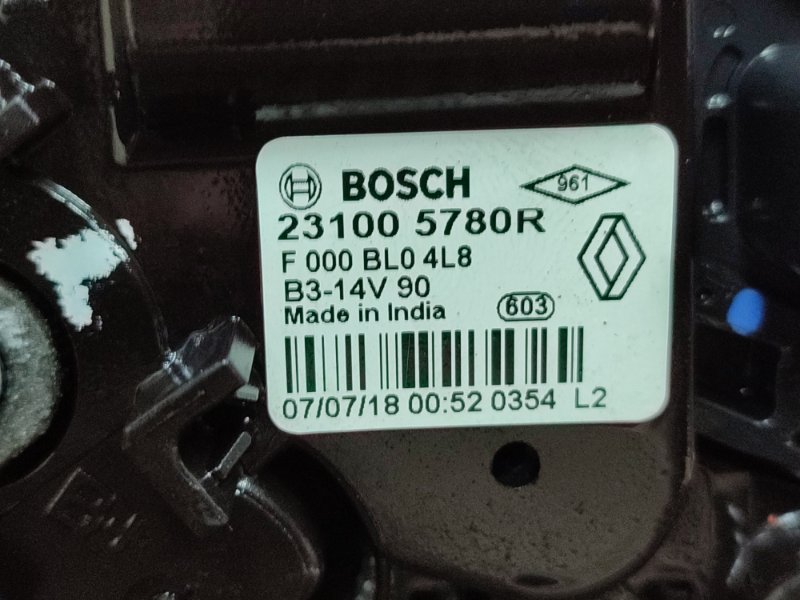 BOSCH
961
23100 5780R
F 000 BL0 4L8
B3-14V 90
Made in India
603
07/07/18 00:52 0354 L2